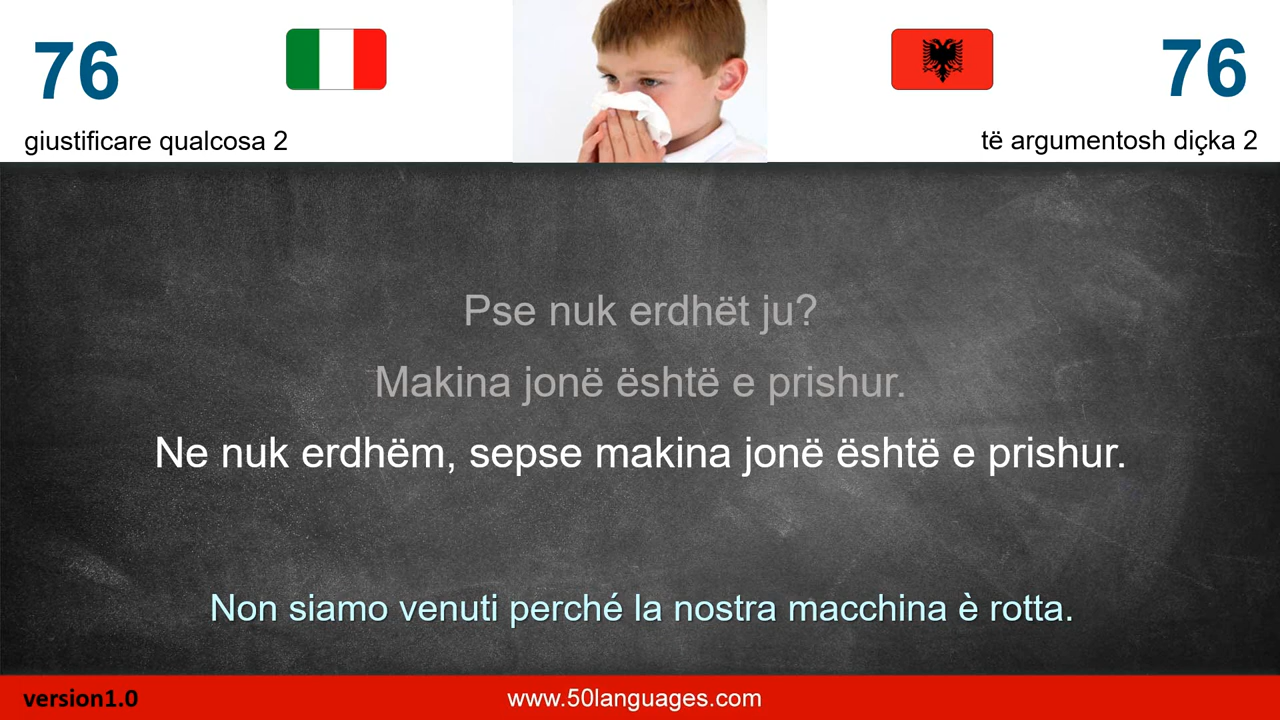 76
76
giustificare qualcosa 2
të argumentosh diçka 2
Pse nuk erdhët ju?
Makina jonë është e prishur.
Ne nuk erdhëm, sepse makina jonë është e prishur.
Non siamo venuti perché la nostra macchina è rotta.
version1.0
www.50languages.com